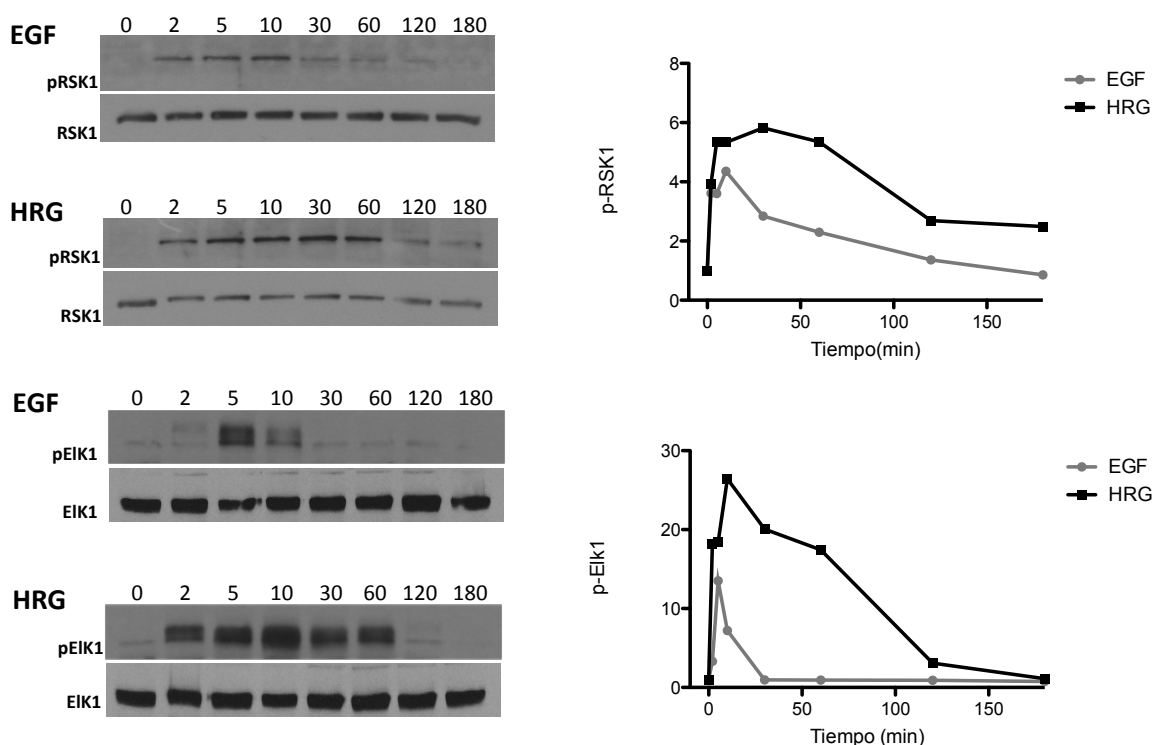 EGF
0 2 5 10 30 60 120 180
pRSK1
RSK1
HRG
0 2 5 10 30 60 120 180
pRSK1
RSK1
EGF
0 2 5 10 30 60 120 180
pElK1
ElK1
HRG
0 2 5 10 30 60 120 180
pElK1
ElK1
p-RSK1
8
6
4
2
0
0 50 100 150
Tiempo(min)
EGF
HRG
p-Elk1
30
20
10
0
0 50 100 150
Tiempo (min)
EGF
HRG